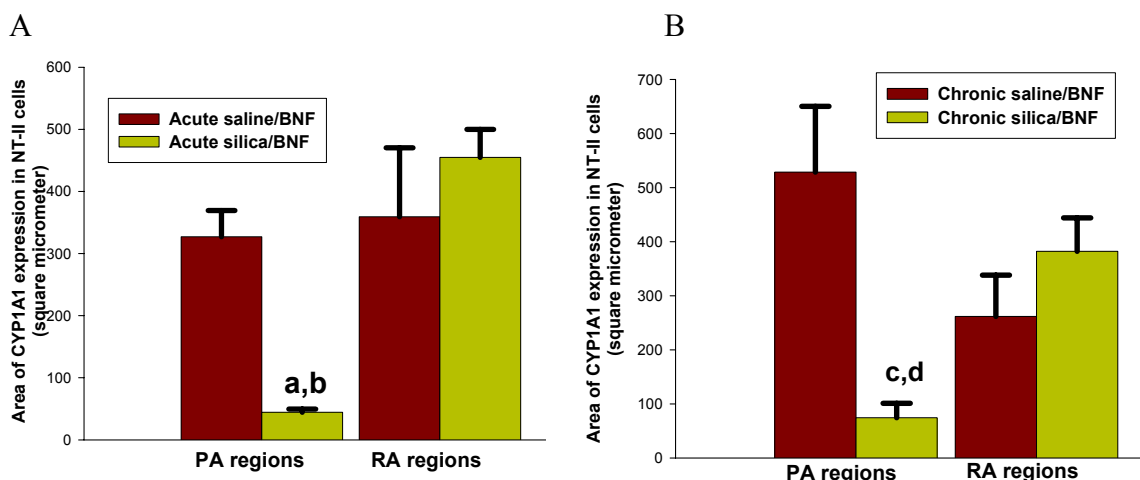 A
Area of CYP1A1 expression in NT-II cells
(square micrometer)
600
500
400
300
200
100
0
Acute saline/BNF
Acute silica/BNF
a,b
PA regions
RA regions
B
Area of CYP1A1 expression in NT-II cells
(square micrometer)
700
600
500
400
300
200
100
0
Chronic saline/BNF
Chronic silica/BNF
c,d
PA regions
RA regions